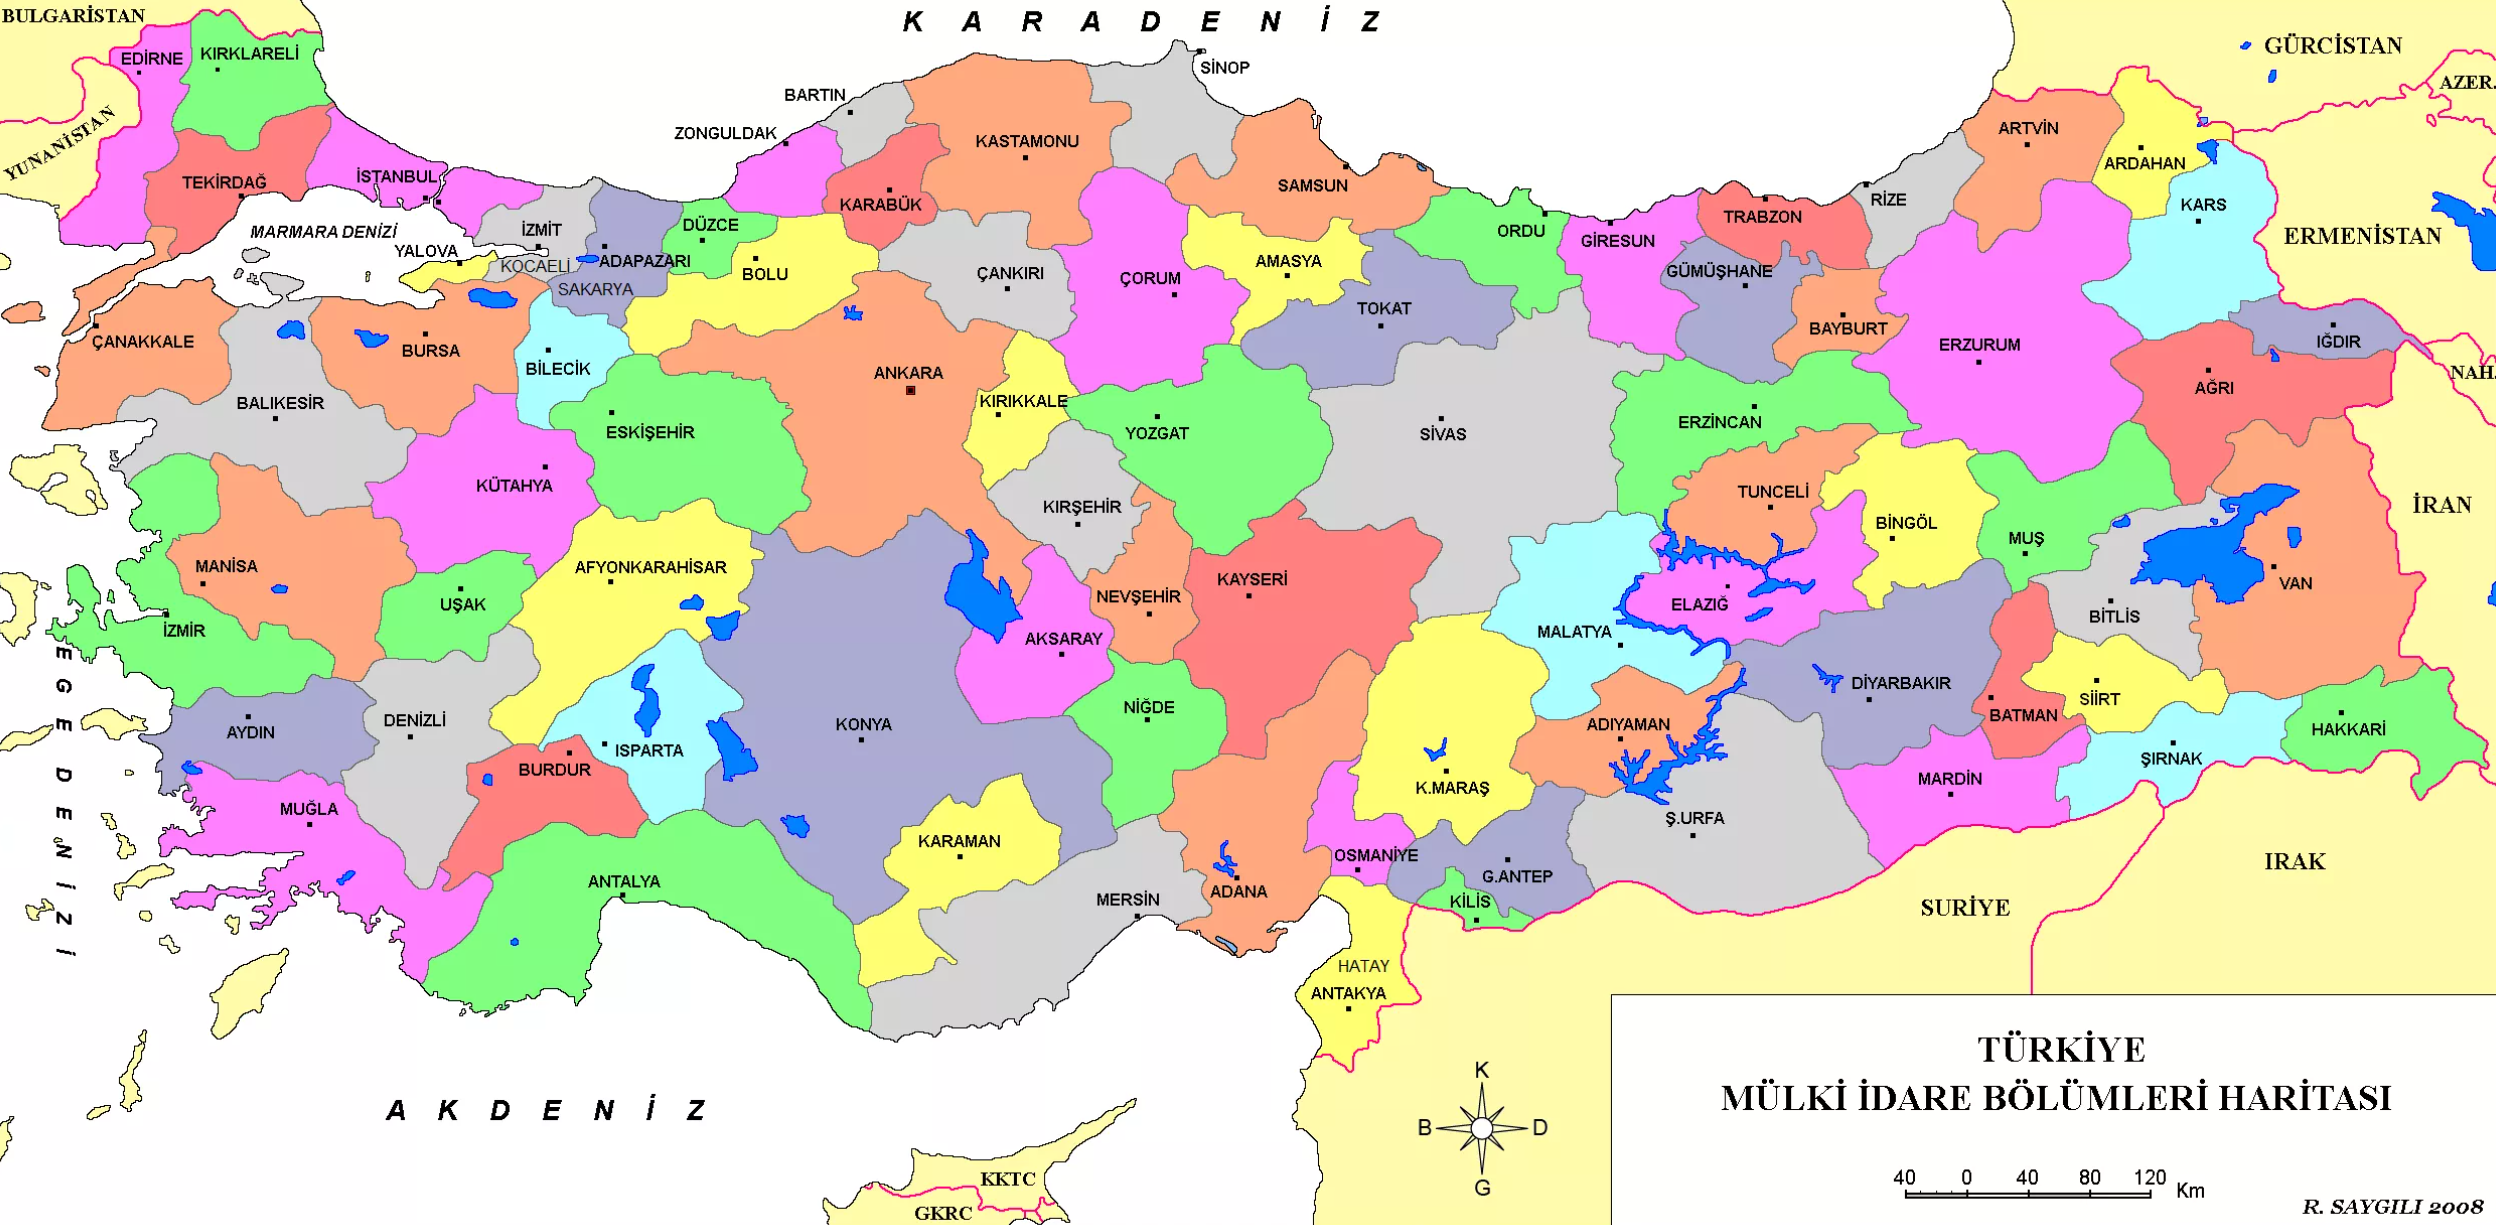 BULGARİSTAN
K A R A D E N İ Z
GÜRCİSTAN
EDİRNE
KIRKLARELİ
SİNOP
AZER.
BARTIN
YUNANİSTAN
ZONGULDAK
KASTAMONU
ARTVİN
ARDAHAN
TEKİRDAĞ
İSTANBUL
SAMSUN
KARABÜK
RİZE
KARS
MARMARA DENİZİ
İZMİT
DÜZCE
ORDU
GİRESUN
TRABZON
ERMENİSTAN
YALOVA
KOCAELİ
ADAPAZARI
SAKARYA
BOLU
ÇANKIRI
ÇORUM
AMASYA
GÜMÜŞHANE
TOKAT
BAYBURT
ERZURUM
IĞDIR
ÇANAKKALE
BURSA
BİLECİK
ANKARA
NAH.
AĞRI
BALIKESİR
KIRIKKALE
ESKİŞEHİR
YOZGAT
SİVAS
ERZİNCAN
KÜTAHYA
KIRŞEHİR
TUNCELİ
BİNGÖL
MUŞ
İRAN
MANİSA
AFYONKARAHİSAR
UŞAK
NEVŞEHİR
KAYSERİ
ELAZIĞ
VAN
BİTLİS
İZMİR
AKSARAY
MALATYA
EGE DENİZİ
AYDIN
DENİZLİ
ISPARTA
KONYA
NİĞDE
ADIYAMAN
DİYARBAKIR
BATMAN
SİİRT
HAKKARİ
BURDUR
ŞIRNAK
K.MARAŞ
MARDİN
MUĞLA
Ş.URFA
KARAMAN
OSMANİYE
G.ANTEP
IRAK
ANTALYA
MERSİN
ADANA
KİLİS
SURİYE
HATAY
ANTAKYA
A K D E N İ Z
K
B
D
G
TÜRKİYE
MÜLKİ İDARE BÖLÜMLERİ HARİTASI
KKTC
GKRC
40 0 40 80 120 Km
R. SAYGILI 2008